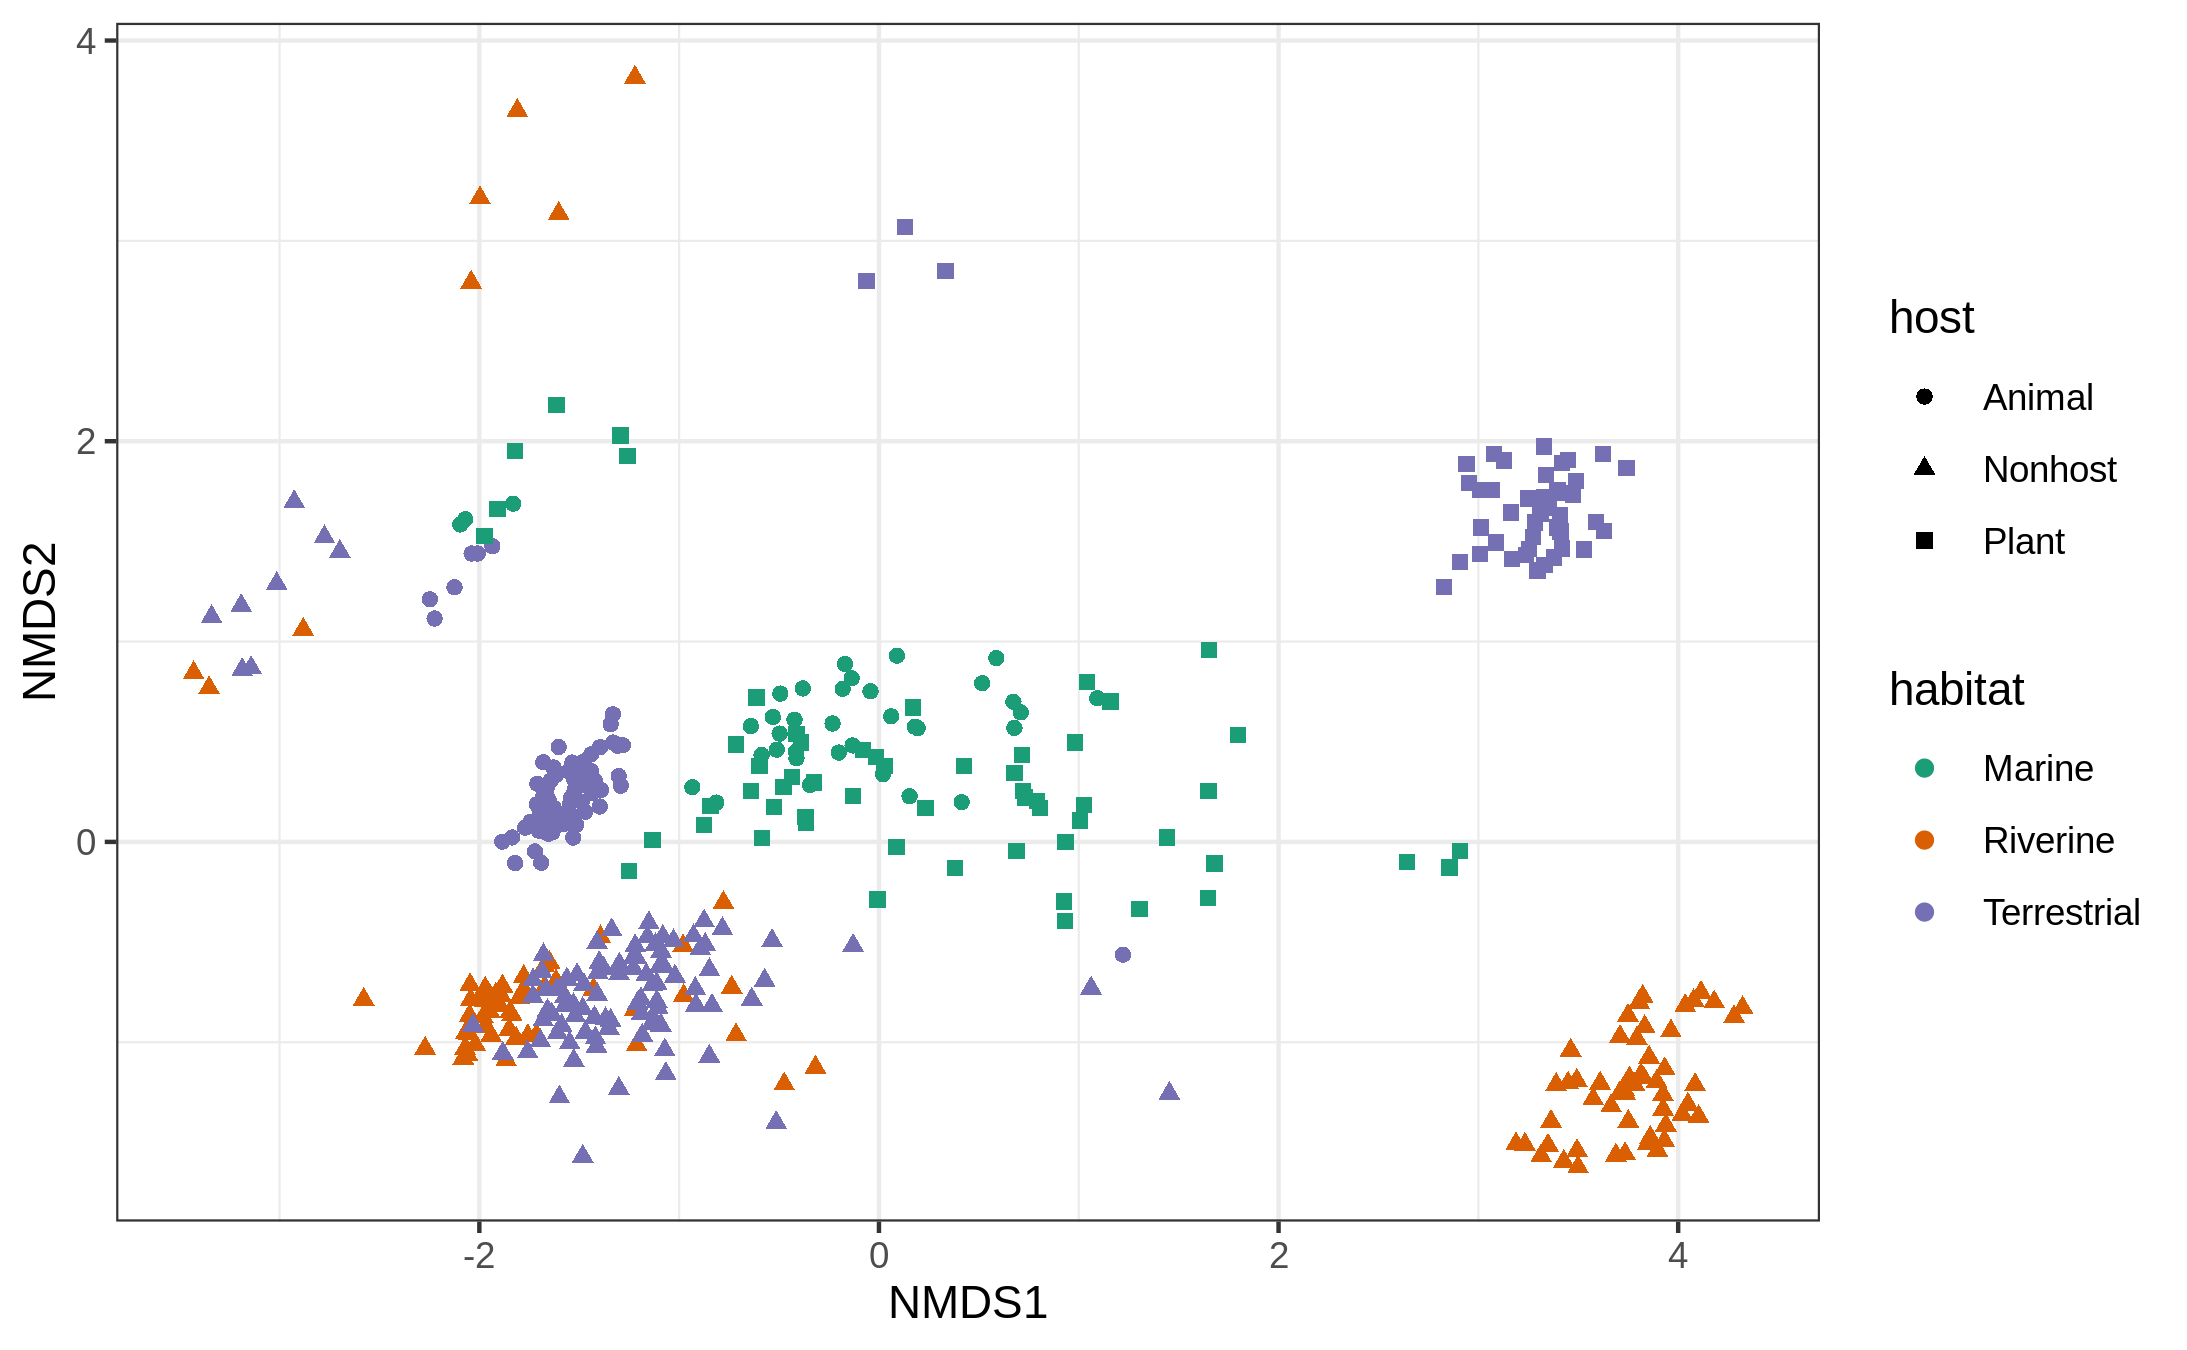 4
2
0
NMDS2
-2
0
2
4
NMDS1
host
Animal
Nonhost
Plant
habitat
Marine
Riverine
Terrestrial